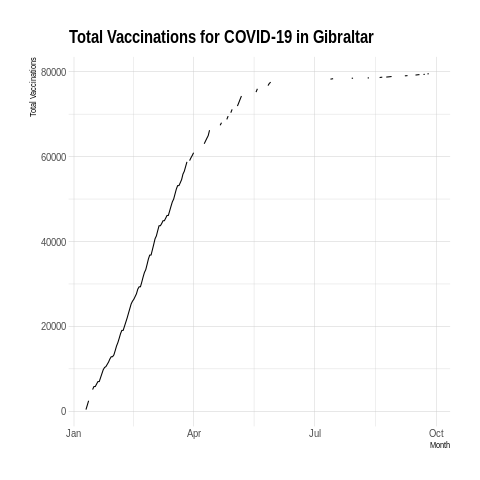 Total Vaccinations for COVID-19 in Gibraltar
Total Vaccinations
80000
60000
40000
20000
0
Jan Apr Jul Oct
Month